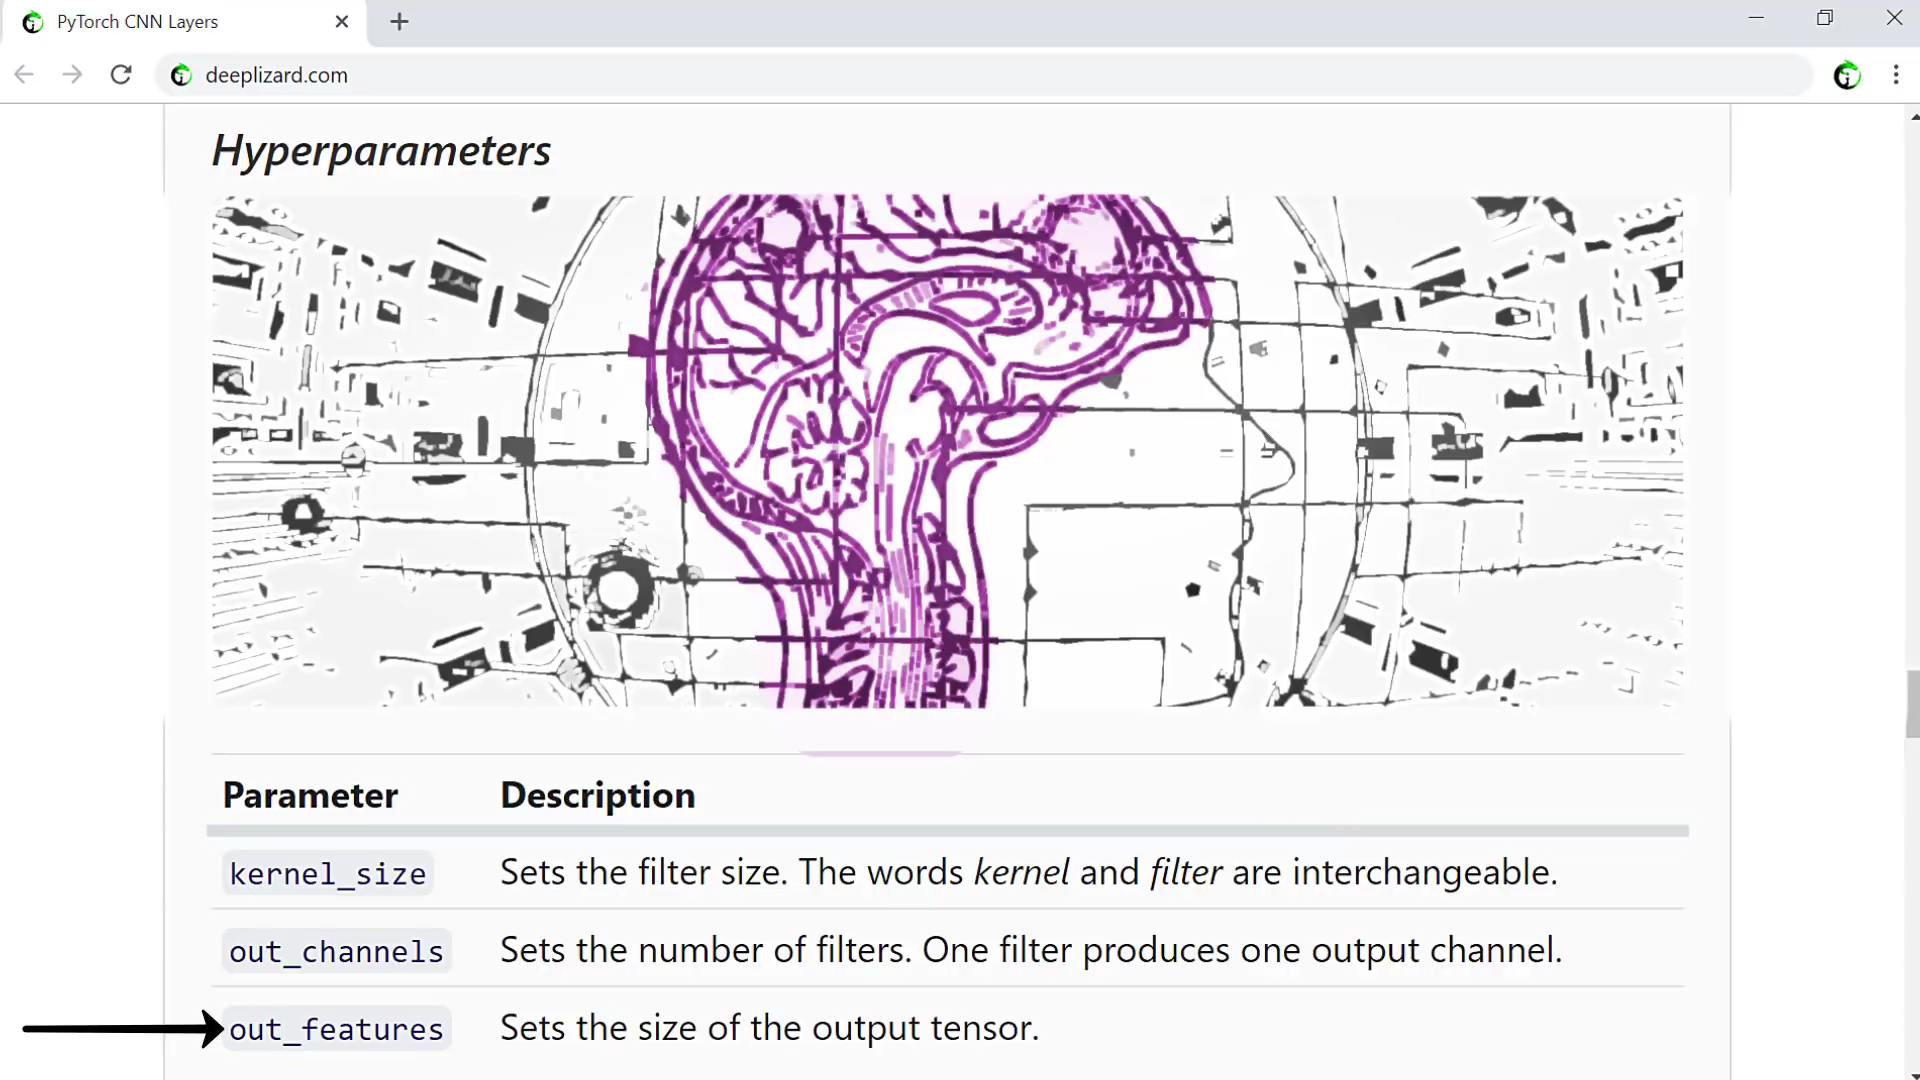 PyTorch CNN Layers
deeplizard.com
Hyperparameters
Parameter Description
kernel_size Sets the filter size. The words kernel and filter are interchangeable.
out_channels Sets the number of filters. One filter produces one output channel.
out_features Sets the size of the output tensor.